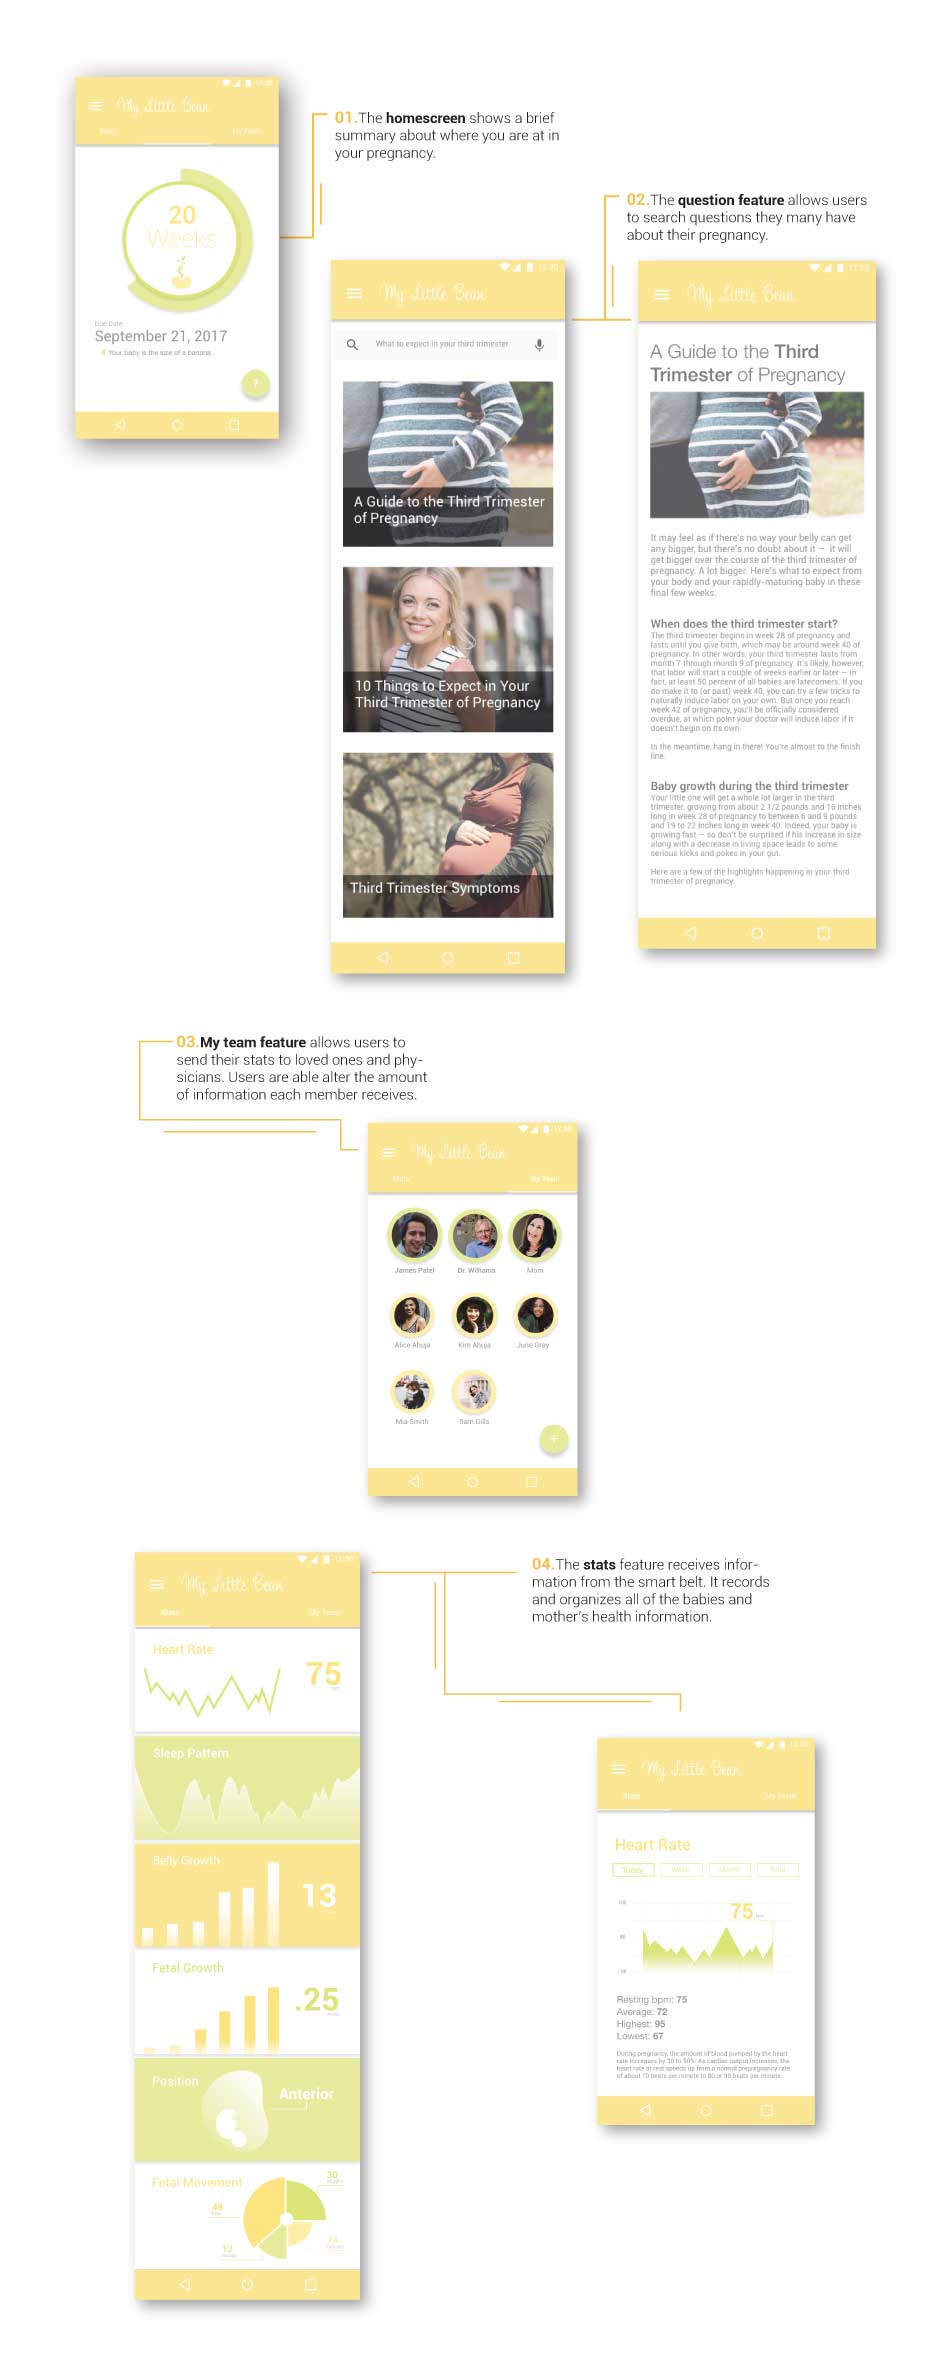 12:30
My Little Bean
Stats
My Team
20
Weeks
Due Date
September 21, 2017
Your baby is the size of a banana
?
01.The homescreen shows a brief
summary about where you are at in
your pregnancy.
02.The question feature allows users
to search questions they many have
about their pregnancy.
12:30
My Little Bean
What to expect in your third trimester
A Guide to the Third Trimester
of Pregnancy
10 Things to Expect in Your
Third Trimester of Pregnancy
Third Trimester Symptoms
12:30
My Little Bean
A Guide to the Third
Trimester of Pregnancy
It may feel as if there's no way your belly can get
any bigger, but there's no doubt about it — it will
get bigger over the course of the third trimester of
pregnancy. A lot bigger. Here's what to expect from
your body and your rapidly-maturing baby in these
final few weeks.
When does the third trimester start?
The third trimester begins in week 28 of pregnancy and
lasts until you give birth, which may be around week 40 of
pregnancy. In other words, your third trimester lasts from
month 7 through month 9 of pregnancy. It's likely, however,
that labor will start a couple of weeks earlier or later — in
fact, at least 50 percent of all babies are latecomers. If you
do make it to (or past) week 40, you can try a few tricks to
naturally induce labor on your own. But once you reach
week 42 of pregnancy, you'll be officially considered
overdue, at which point your doctor will induce labor if it
doesn't begin on its own.
In the meantime, hang in there! You're almost to the finish
line.
Baby growth during the third trimester
Your little one will get a whole lot larger in the third
trimester, growing from about 2 1/2 pounds and 16 inches
long in week 28 of pregnancy to between 6 and 9 pounds
and 19 to 22 inches long in week 40. Indeed, your baby is
growing fast — so don't be surprised if his increase in size
along with a decrease in living space leads to some
serious kicks and pokes in your gut.
Here are a few of the highlights happening in your third
trimester of pregnancy
03.My team feature allows users to
send their stats to loved ones and phy-
sicians. Users are able alter the amount
of information each member receives.
12:30
My Little Bean
Stats
My Team
James Patel
Dr. Williams
Mom
Alice Ahuja
Kim Ahuja
June Gray
Mia Smith
Sam Gills
+
04.The stats feature receives infor-
mation from the smart belt. It records
and organizes all of the babies and
mother's health information.
12:30
My Little Bean
Stats
My Team
Heart Rate
75
Sleep Pattern
Belly Growth
13
Fetal Growth
.25
Position
Anterior
Fetal Movement
30
48
24
12
12:30
My Little Bean
Stats
My Team
Heart Rate
Today
Week
Month
75
Resting bpm: 75
Average: 72
Highest: 95
Lowest: 67
During pregnancy, the amount of blood pumped by the heart
rate increases by 30 to 50%. As cardiac output increases, the
heart rate at rest speeds up from a normal prepregnancy rate
of about 70 beats per minute to 80 or 90 beats per minute.